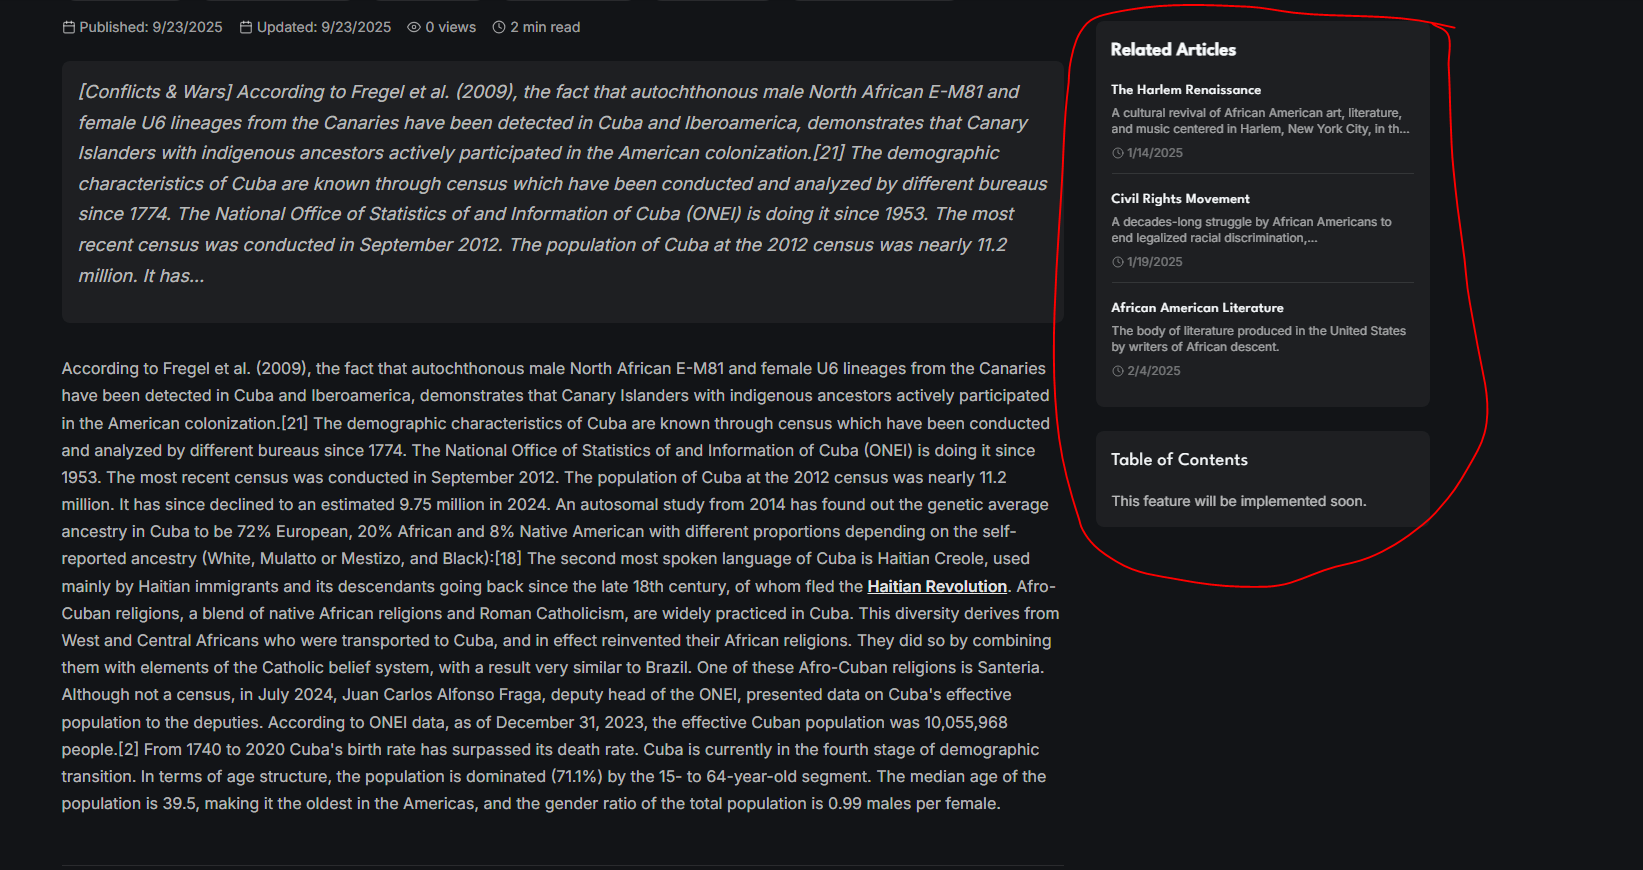 Published: 9/23/2025 Updated: 9/23/2025 0 views 2 min read
[Conflicts & Wars] According to Fregel et al. (2009), the fact that autochthonous male North African E-M81 and
female U6 lineages from the Canaries have been detected in Cuba and Iberoamerica, demonstrates that Canary
Islanders with indigenous ancestors actively participated in the American colonization.[21] The demographic
characteristics of Cuba are known through census which have been conducted and analyzed by different bureaus
since 1774. The National Office of Statistics of and Information of Cuba (ONEI) is doing it since 1953. The most
recent census was conducted in September 2012. The population of Cuba at the 2012 census was nearly 11.2
million. It has...
According to Fregel et al. (2009), the fact that autochthonous male North African E-M81 and female U6 lineages from the Canaries
have been detected in Cuba and Iberoamerica, demonstrates that Canary Islanders with indigenous ancestors actively participated
in the American colonization.[21] The demographic characteristics of Cuba are known through census which have been conducted
and analyzed by different bureaus since 1774. The National Office of Statistics of and Information of Cuba (ONEI) is doing it since
1953. The most recent census was conducted in September 2012. The population of Cuba at the 2012 census was nearly 11.2
million. It has since declined to an estimated 9.75 million in 2024. An autosomal study from 2014 has found out the genetic average
ancestry in Cuba to be 72% European, 20% African and 8% Native American with different proportions depending on the self-
reported ancestry (White, Mulatto or Mestizo, and Black):[18] The second most spoken language of Cuba is Haitian Creole, used
mainly by Haitian immigrants and its descendants going back since the late 18th century, of whom fled the Haitian Revolution. Afro-
Cuban religions, a blend of native African religions and Roman Catholicism, are widely practiced in Cuba. This diversity derives from
West and Central Africans who were transported to Cuba, and in effect reinvented their African religions. They did so by combining
them with elements of the Catholic belief system, with a result very similar to Brazil. One of these Afro-Cuban religions is Santeria.
Although not a census, in July 2024, Juan Carlos Alfonso Fraga, deputy head of the ONEI, presented data on Cuba's effective
population to the deputies. According to ONEI data, as of December 31, 2023, the effective Cuban population was 10,055,968
people.[2] From 1740 to 2020 Cuba's birth rate has surpassed its death rate. Cuba is currently in the fourth stage of demographic
transition. In terms of age structure, the population is dominated (71.1%) by the 15- to 64-year-old segment. The median age of the
population is 39.5, making it the oldest in the Americas, and the gender ratio of the total population is 0.99 males per female.
Related Articles
The Harlem Renaissance
A cultural revival of African American art, literature,
and music centered in Harlem, New York City, in th...
1/14/2025
Civil Rights Movement
A decades-long struggle by African Americans to
end legalized racial discrimination,...
1/19/2025
African American Literature
The body of literature produced in the United States
by writers of African descent.
2/4/2025
Table of Contents
This feature will be implemented soon.